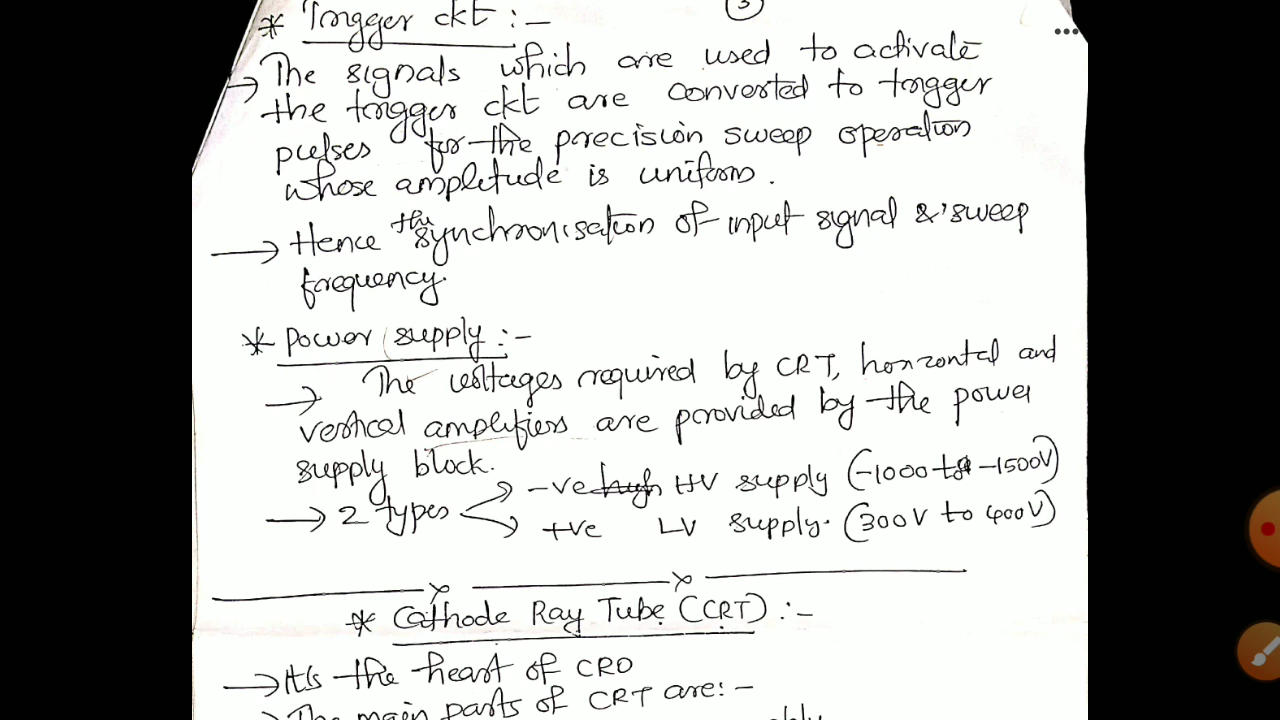 3
* Trigger ckt :-
→ The signals which are used to activate
the trigger ckt are converted to trigger
pulses for the precision sweep operation
whose amplitude is uniform.
→ Hence the synchronisation of input signal & sweep
frequency.
* Power supply :-
→ The voltages required by CRT, horizontal and
vertical amplifiers are provided by the power
supply block.
→ 2 types → -ve high HV supply (-1000 to -1500V)
→ +ve LV supply. (300V to 400V)
* Cathode Ray Tube (CRT) :-
→ It's the heart of CRO
→ The main parts of CRT are: -